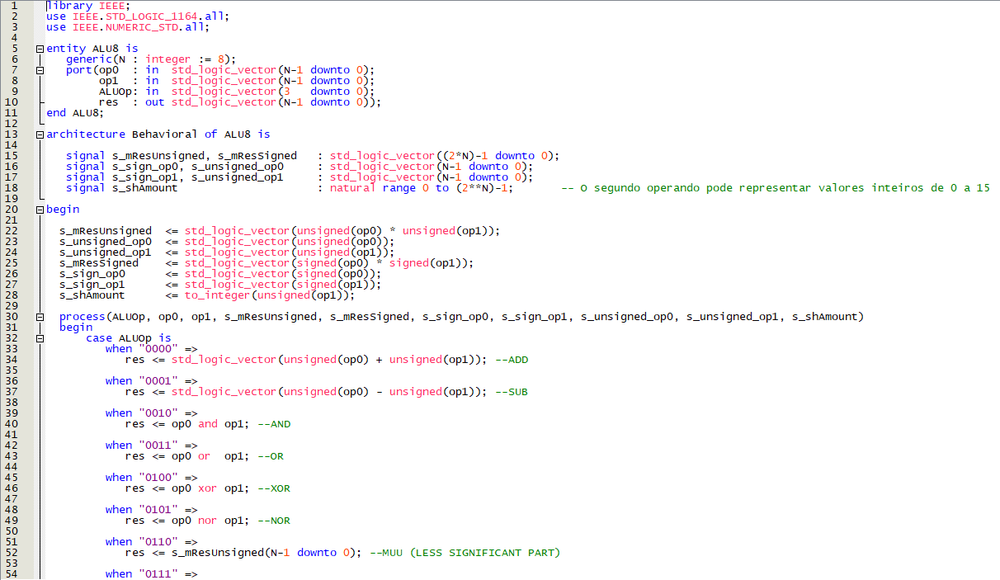 1 library IEEE;
2 use IEEE.STD_LOGIC_1164.all;
3 use IEEE.NUMERIC_STD.all;
4
5 entity ALU8 is
6 generic(N : integer := 8);
7 port(op0 : in std_logic_vector(N-1 downto 0);
8 op1 : in std_logic_vector(N-1 downto 0);
9 ALUOp: in std_logic_vector(3 downto 0);
10 res : out std_logic_vector(N-1 downto 0));
11 end ALU8;
12
13 architecture Behavioral of ALU8 is
14
15 signal s_mResUnsigned, s_mResSigned : std_logic_vector((2*N)-1 downto 0);
16 signal s_sign_op0, s_unsigned_op0 : std_logic_vector(N-1 downto 0);
17 signal s_sign_op1, s_unsigned_op1 : std_logic_vector(N-1 downto 0);
18 signal s_shAmount : natural range 0 to (2**N)-1; -- O segundo operando pode representar valores inteiros de 0 a 15
19
20 begin
21
22 s_mResUnsigned <= std_logic_vector(unsigned(op0) * unsigned(op1));
23 s_unsigned_op0 <= std_logic_vector(unsigned(op0));
24 s_unsigned_op1 <= std_logic_vector(unsigned(op1));
25 s_mResSigned <= std_logic_vector(signed(op0) * signed(op1));
26 s_sign_op0 <= std_logic_vector(signed(op0));
27 s_sign_op1 <= std_logic_vector(signed(op1));
28 s_shAmount <= to_integer(unsigned(op1));
29
30 process(ALUOp, op0, op1, s_mResUnsigned, s_mResSigned, s_sign_op0, s_sign_op1, s_unsigned_op0, s_unsigned_op1, s_shAmount)
31 begin
32 case ALUOp is
33 when "0000" =>
34 res <= std_logic_vector(unsigned(op0) + unsigned(op1)); --ADD
35
36 when "0001" =>
37 res <= std_logic_vector(unsigned(op0) - unsigned(op1)); --SUB
38
39 when "0010" =>
40 res <= op0 and op1; --AND
41
42 when "0011" =>
43 res <= op0 or op1; --OR
44
45 when "0100" =>
46 res <= op0 xor op1; --XOR
47
48 when "0101" =>
49 res <= op0 nor op1; --NOR
50
51 when "0110" =>
52 res <= s_mResUnsigned(N-1 downto 0); --MUU (LESS SIGNIFICANT PART)
53
54 when "0111" =>